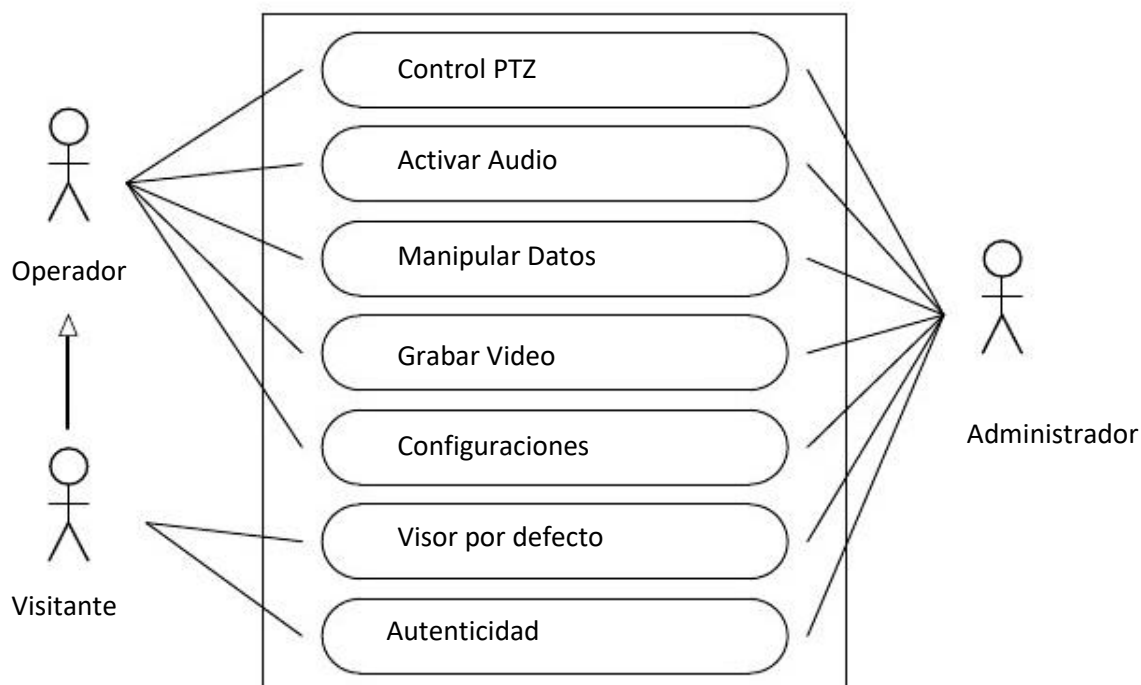 Control PTZ
Activar Audio
Operador
Manipular Datos
Grabar Video
Administrador
Configuraciones
Visor por defecto
Visitante
Autenticidad